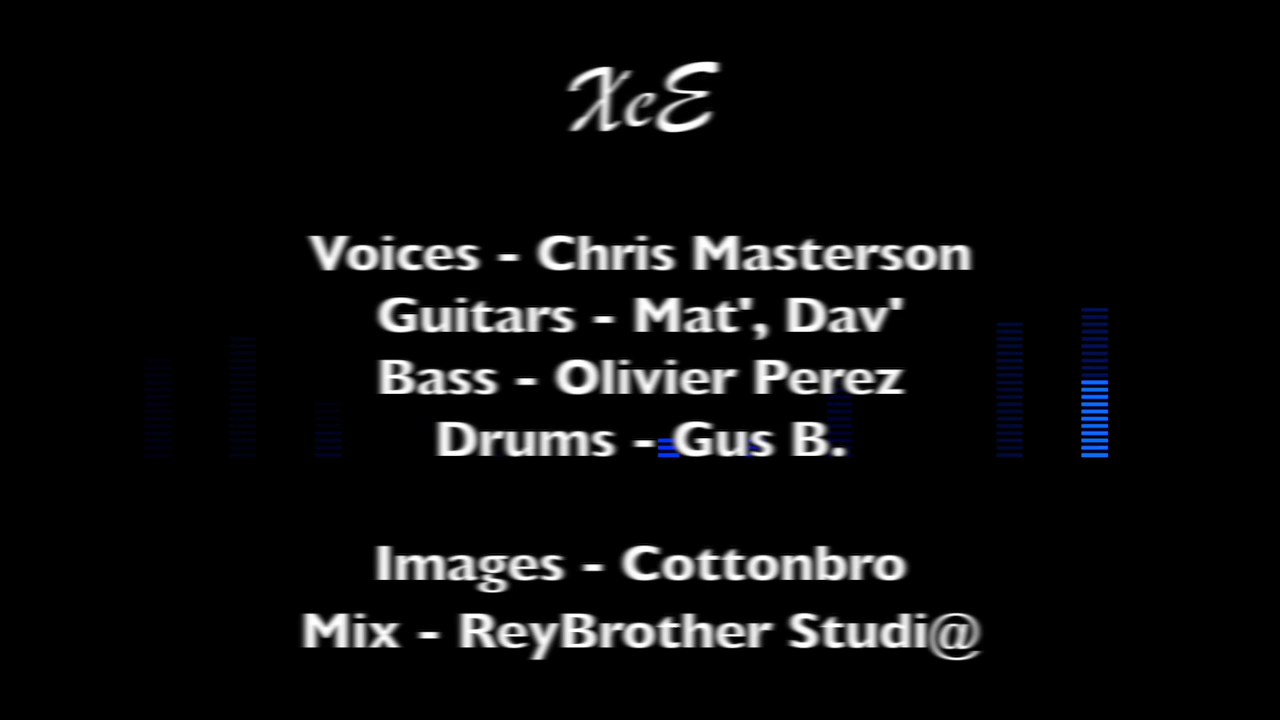 XcE
Voices - Chris Masterson
Guitars - Mat', Dav'
Bass - Olivier Perez
Drums - Gus B.
Images - Cottonbro
Mix - ReyBrother Studi@